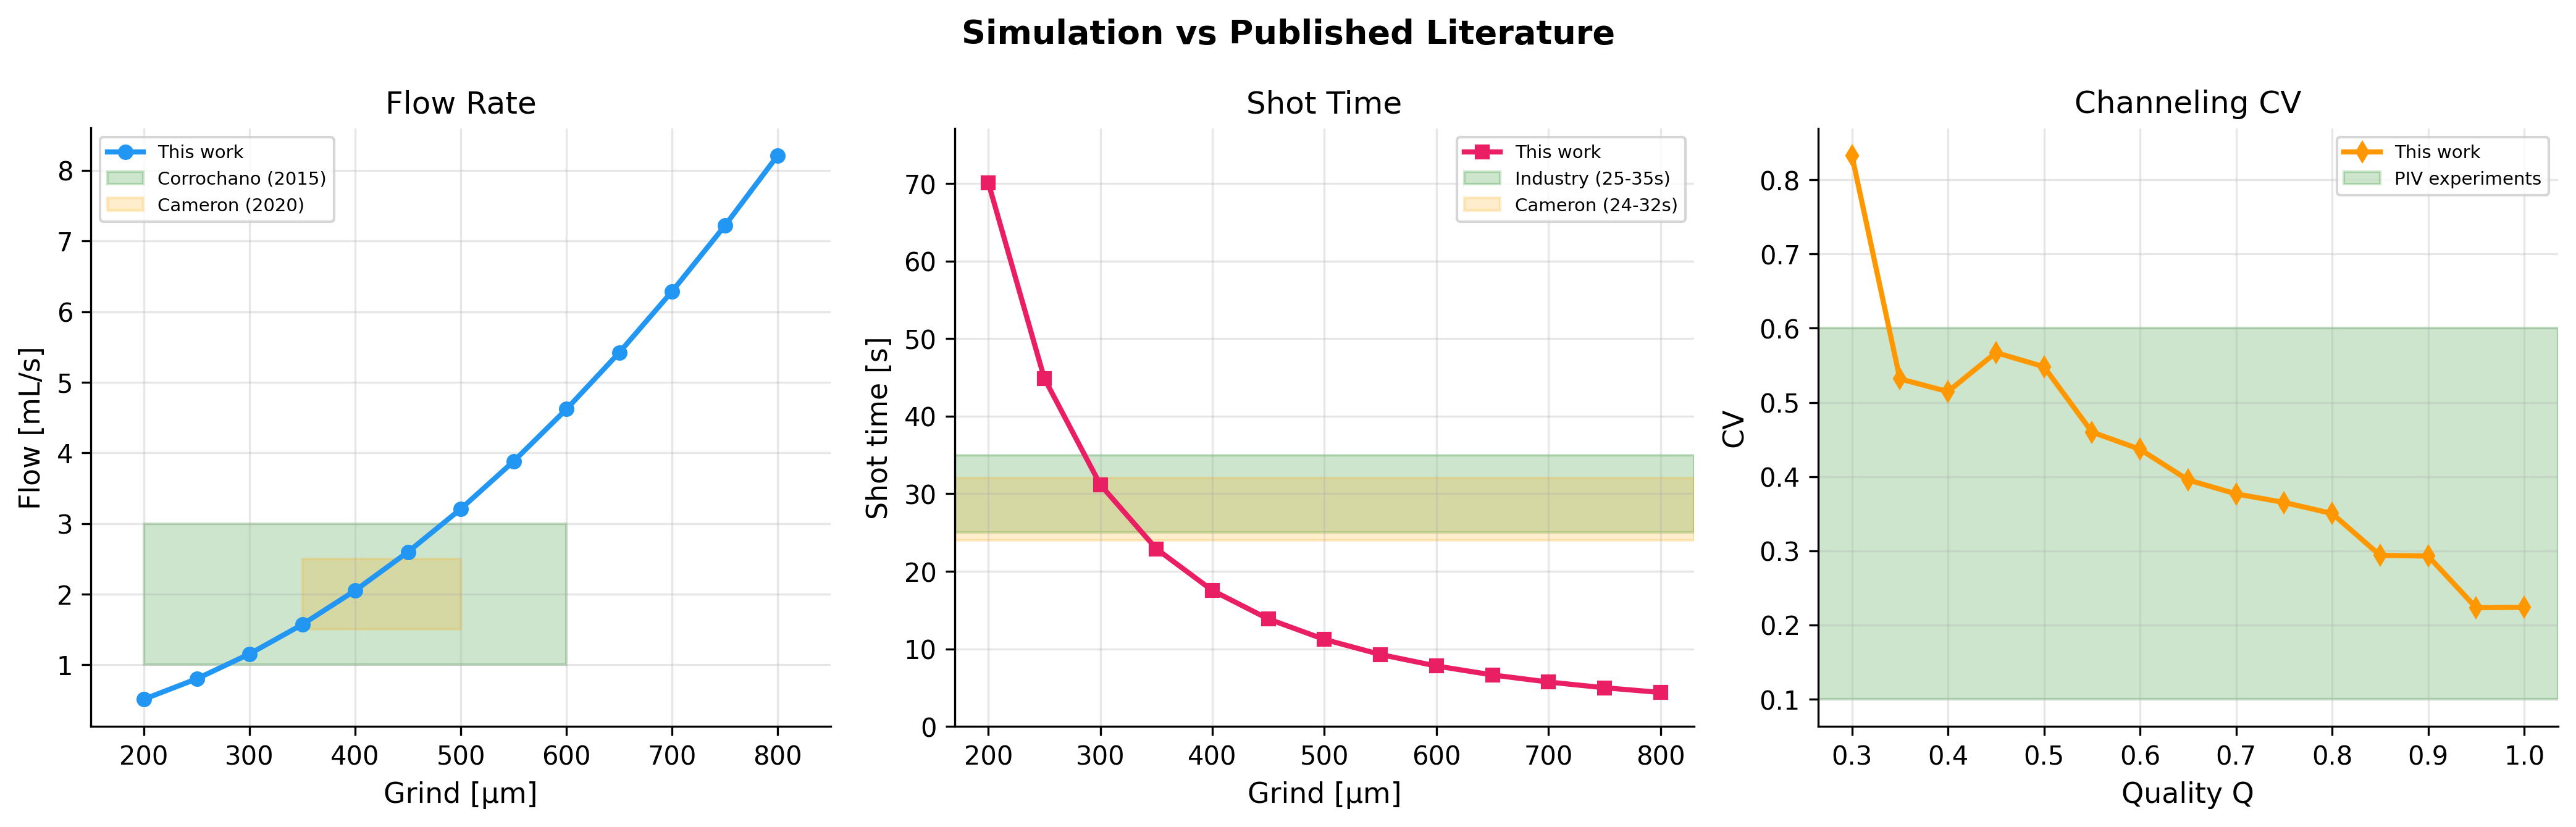 Simulation vs Published Literature
Flow Rate
This work
Corrochano (2015)
Cameron (2020)
Flow [mL/s]
8
7
6
5
4
3
2
1
200 300 400 500 600 700 800
Grind [µm]
Shot Time
This work
Industry (25-35s)
Cameron (24-32s)
Shot time [s]
70
60
50
40
30
20
10
0
200 300 400 500 600 700 800
Grind [µm]
Channeling CV
This work
PIV experiments
CV
0.8
0.7
0.6
0.5
0.4
0.3
0.2
0.1
0.3 0.4 0.5 0.6 0.7 0.8 0.9 1.0
Quality Q